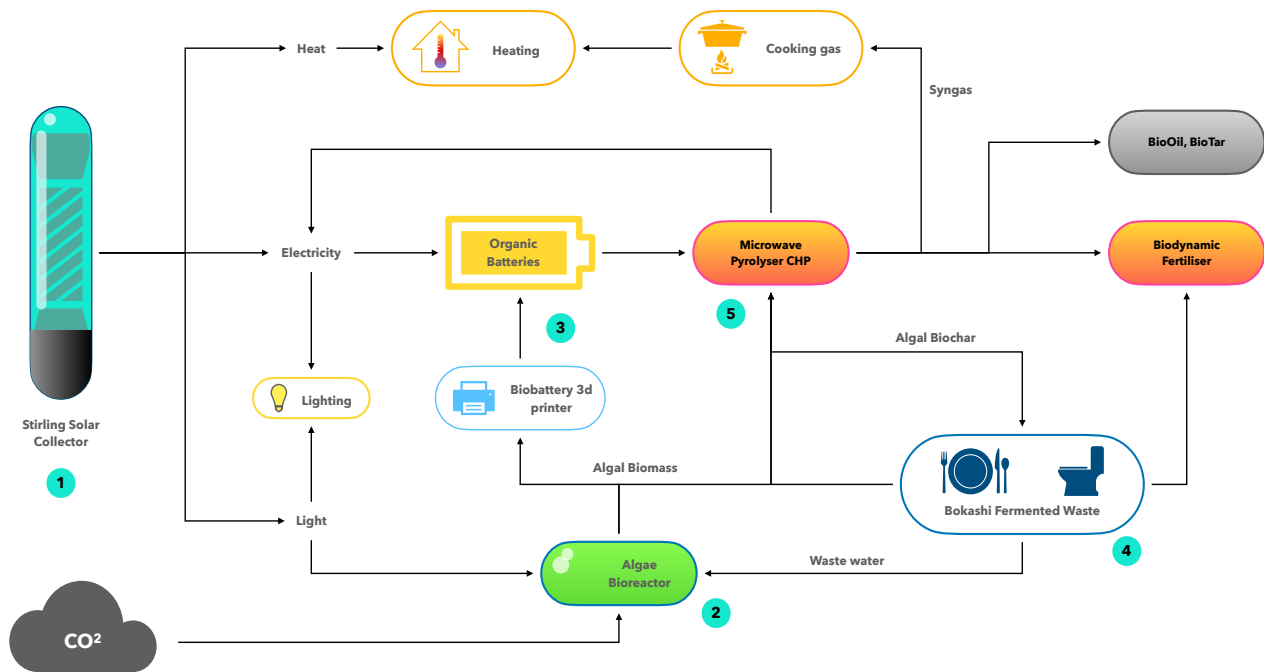 Heat
Heating
Cooking gas
Syngas
BioOil, BioTar
Electricity
Organic
Batteries
Microwave
Pyrolyser CHP
Biodynamic
Fertiliser
3
5
Algal Biochar
Lighting
Biobattery 3d
printer
Stirling Solar
Collector
1
Algal Biomass
Bokashi Fermented Waste
4
Light
Waste water
Algae
Bioreactor
2
CO²